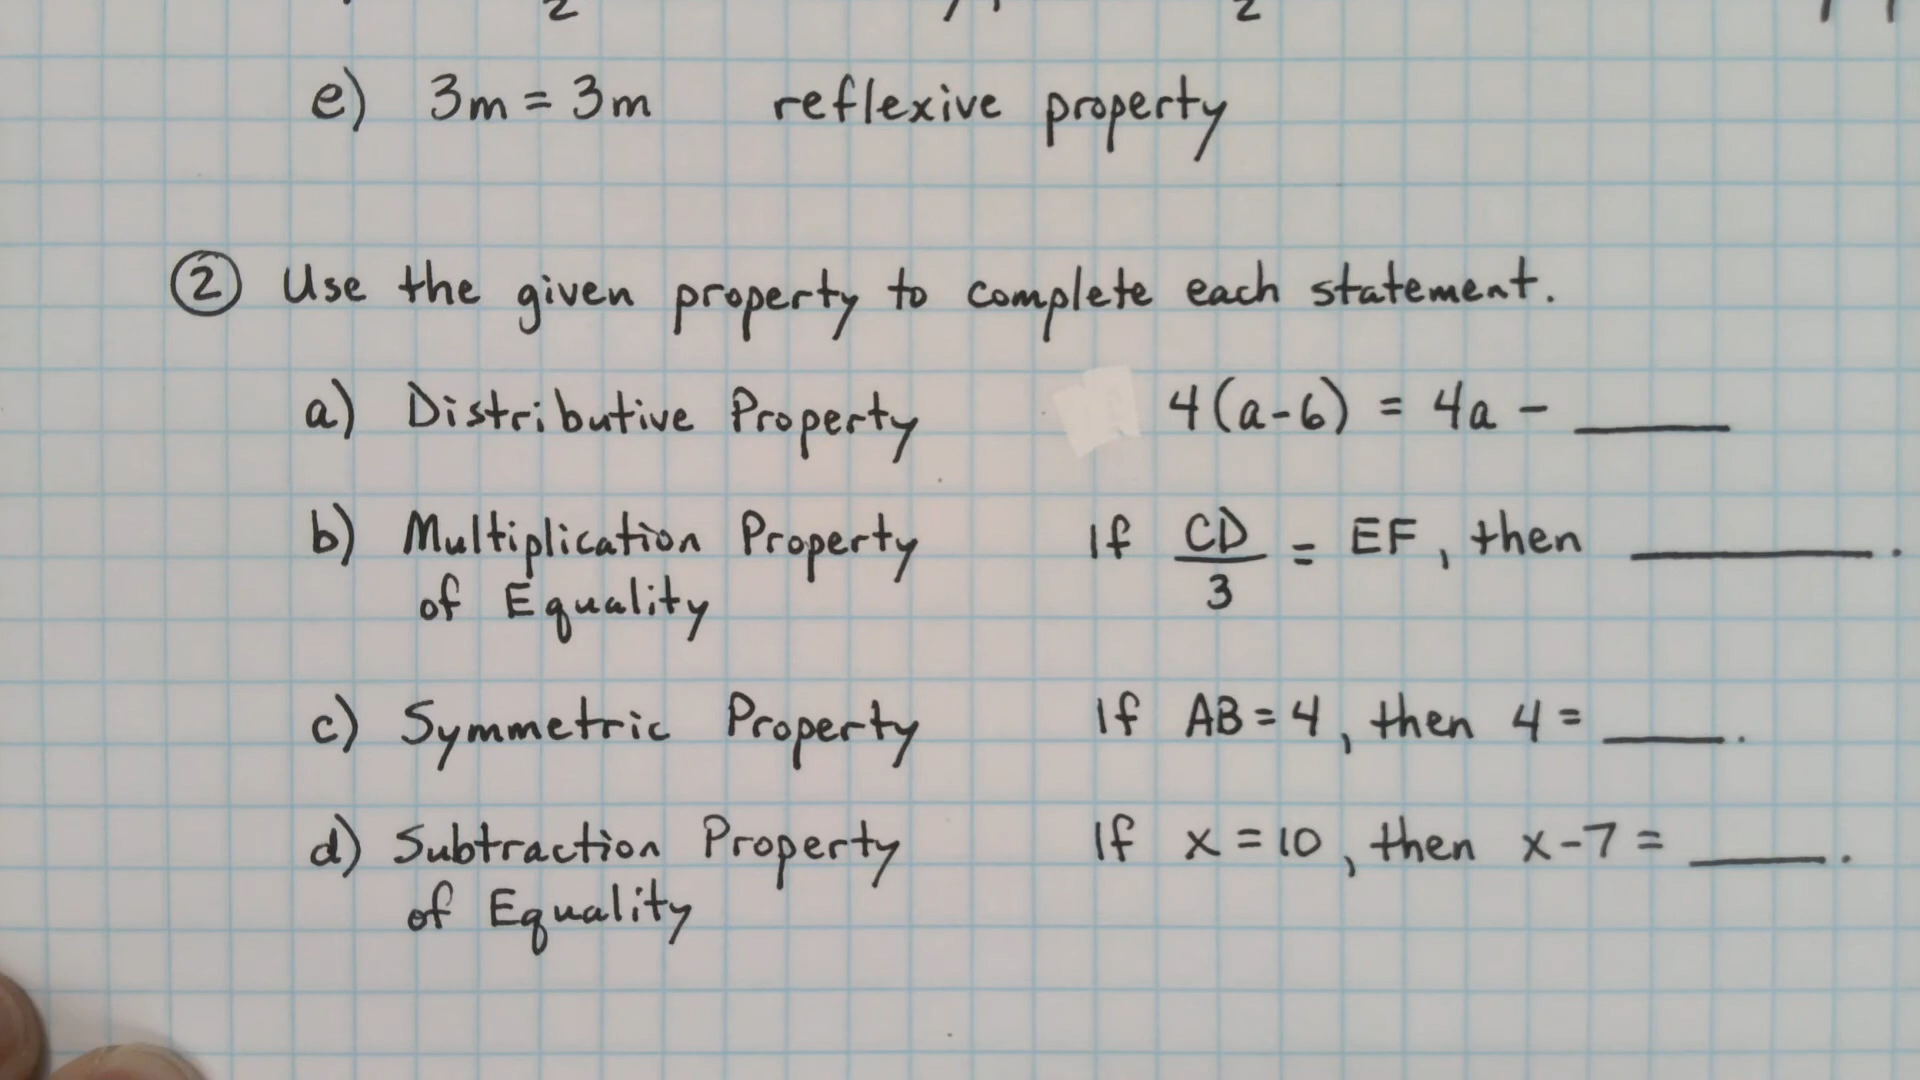 e) 3m = 3m reflexive property
② Use the given property to complete each statement.
a) Distributive Property 4(a-6) = 4a - ____
b) Multiplication Property of Equality If CD/3 = EF, then ____.
c) Symmetric Property If AB = 4, then 4 = ____.
d) Subtraction Property of Equality If x = 10, then x-7 = ____.